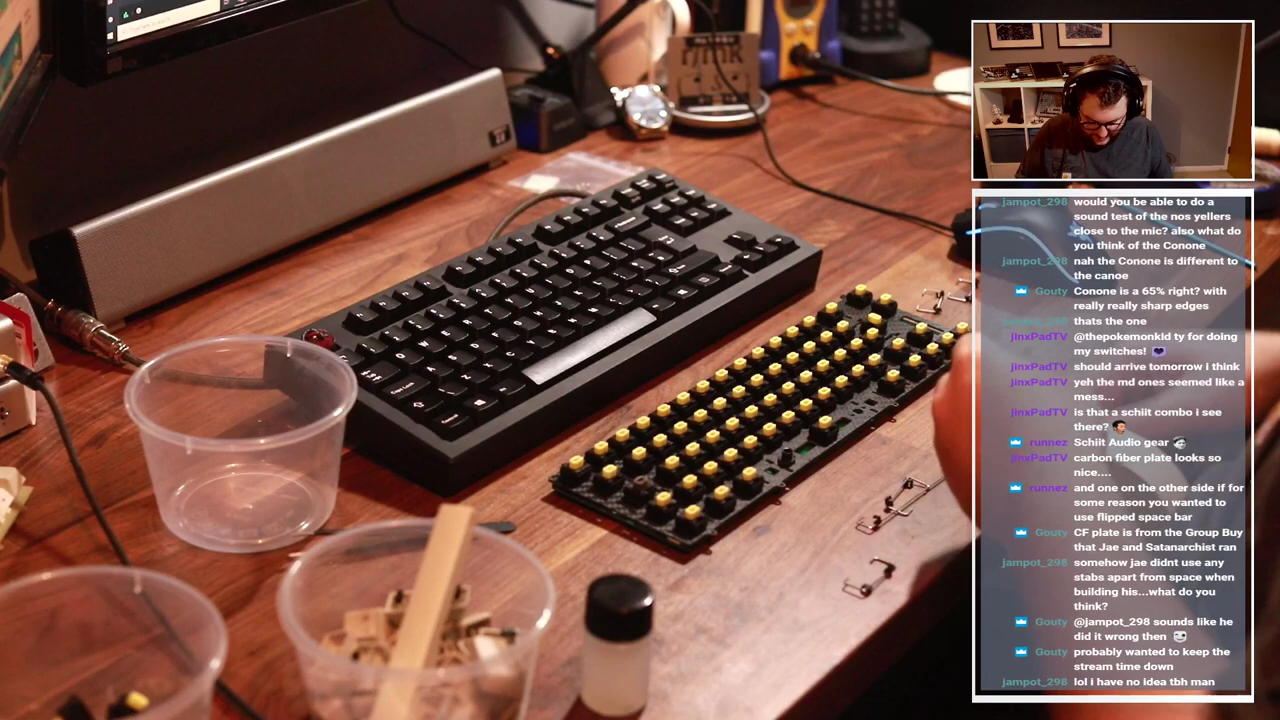 jampot_298 would you be able to do a
sound test of the nos yellers
close to the mic? also what do
you think of the Conone
jampot_298 nah the Conone is different to
the canoe
Gouty Conone is a 65% right? with
really really sharp edges
thats the one
jinxPadTV @thepokemonkld ty for doing
my switches!
jinxPadTV should arrive tomorrow i think
jinxPadTV yeh the md ones seemed like a
mess...
jinxPadTV is that a schiit combo i see
there?
runnez Schiit Audio gear
jinxPadTV carbon fiber plate looks so
nice....
runnez and one on the other side if for
some reason you wanted to
use flipped space bar
Gouty CF plate is from the Group Buy
that Jae and Satanarchist ran
jampot_298 somehow jae didnt use any
stabs apart from space when
building his...what do you
think?
Gouty @jampot_298 sounds like he
did it wrong then
Gouty probably wanted to keep the
stream time down
jampot_298 lol i have no idea tbh man